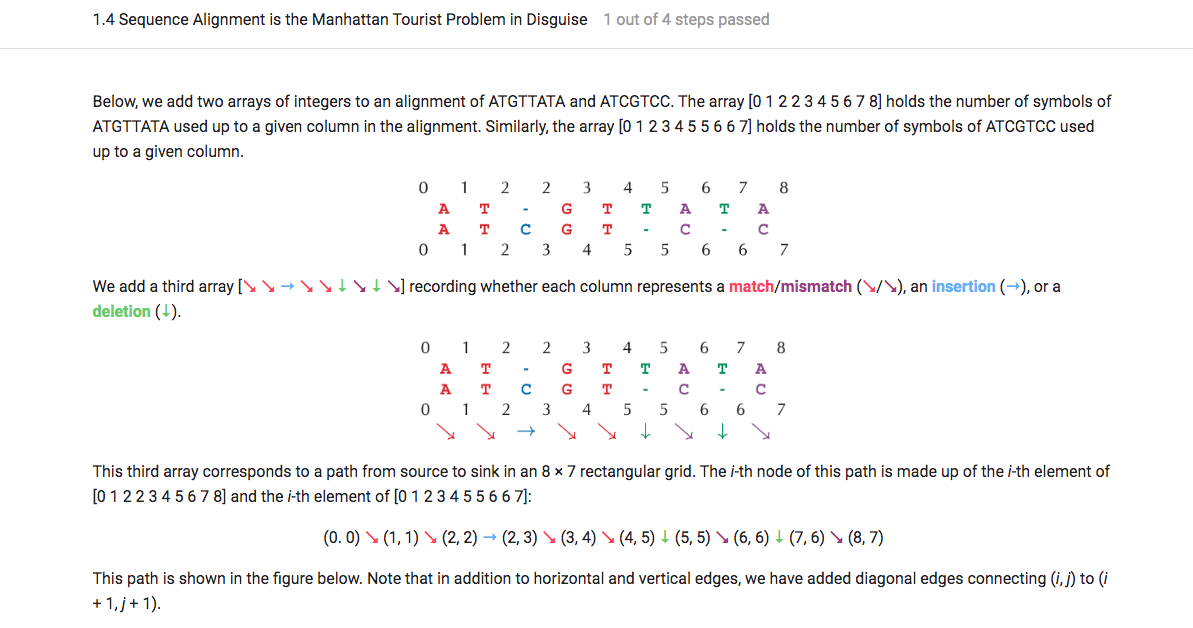 1.4 Sequence Alignment is the Manhattan Tourist Problem in Disguise 1 out of 4 steps passed
Below, we add two arrays of integers to an alignment of ATGTTATA and ATCGTCC. The array [0 1 2 2 3 4 5 6 7 8] holds the number of symbols of
ATGTTATA used up to a given column in the alignment. Similarly, the array [0 1 2 3 4 5 5 6 6 7] holds the number of symbols of ATCGTCC used
up to a given column.
0 1 2 2 3 4 5 6 7 8
A T - G T T A T A
A T C G T - C - C
0 1 2 3 4 5 5 6 6 7
We add a third array [↘ ↘ → ↘ ↘ ↓ ↘ ↓ ↘] recording whether each column represents a match/mismatch (↘/↘), an insertion (→), or a
deletion (↓).
0 1 2 2 3 4 5 6 7 8
A T - G T T A T A
A T C G T - C - C
0 1 2 3 4 5 5 6 6 7
↘ ↘ → ↘ ↘ ↓ ↘ ↓ ↘
This third array corresponds to a path from source to sink in an 8 × 7 rectangular grid. The i-th node of this path is made up of the i-th element of
[0 1 2 2 3 4 5 6 7 8] and the i-th element of [0 1 2 3 4 5 5 6 6 7]:
(0. 0) ↘ (1, 1) ↘ (2, 2) → (2, 3) ↘ (3, 4) ↘ (4, 5) ↓ (5, 5) ↘ (6, 6) ↓ (7, 6) ↘ (8, 7)
This path is shown in the figure below. Note that in addition to horizontal and vertical edges, we have added diagonal edges connecting (i, j) to (i
+ 1, j + 1).